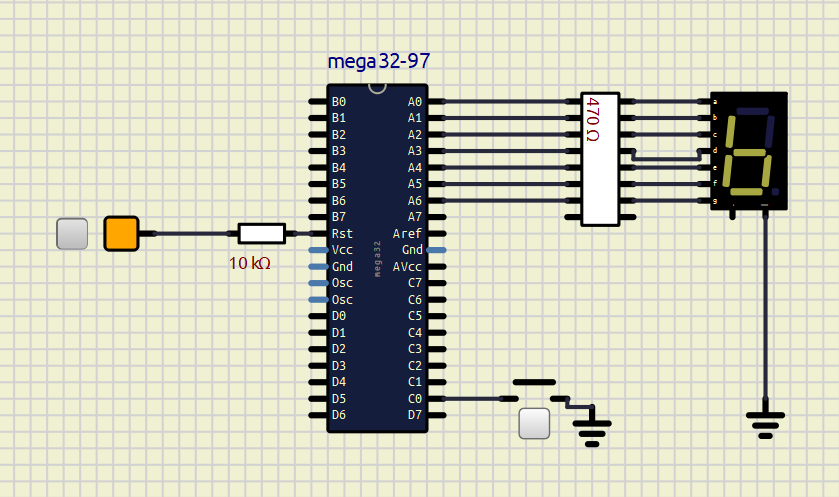 mega32-97
B0 A0
B1 A1
B2 A2
B3 A3
B4 A4
B5 A5
B6 A6
B7 A7
Rst Aref
Vcc Gnd
Gnd AVcc
Osc C7
Osc C6
D0 C5
D1 C4
D2 C3
D3 C2
D4 C1
D5 C0
D6 D7
mega32
10 kΩ
470 Ω
a
b
c
d
e
f
g